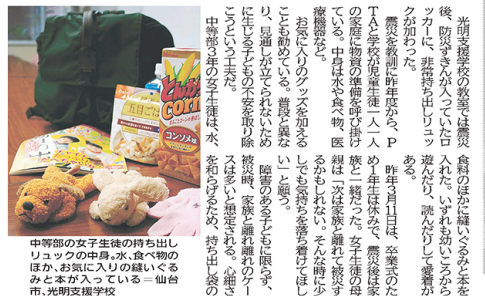 光明支援学校の教室では震災
後、防災ずきんが入っていたロ
ッカーに、非常持ち出しリュッ
クが加わった。
震災を教訓に昨年度から、P
TAと学校が児童生徒一人一人
の家庭に物資の準備を呼び掛け
ている。中身は水や食べ物、医
療機器など。
お気に入りのグッズを加える
ことも勧めている。普段と異な
り、見通しが立てられないため
に生じる子どもの不安を取り除
こうという工夫だ。
中等部3年の女子生徒は、水、
食料のほかに縫いぐるみと本を
入れた。いずれも幼いころから
遊んだり、読んだりして愛着が
ある。
昨年3月11日は、卒業式のた
め1年生は休みで、震災後は家
族と一緒だった。女子生徒の母
親は「次は家族と離れて被災す
るかもしれない。そんな時に少
しでも気持ちを落ち着けてほし
い」と願う。
障害のある子どもに限らず、
被災時、家族と離れ離れのケー
スは多いと想定される。心細さ
を和らげるため、持ち出し袋の
とんがり
Corn
コンソメ味
五目ごはん
中等部の女子生徒の持ち出し
リュックの中身。水、食べ物の
ほか、お気に入りの縫いぐる
みと本が入っている＝仙台
市、光明支援学校